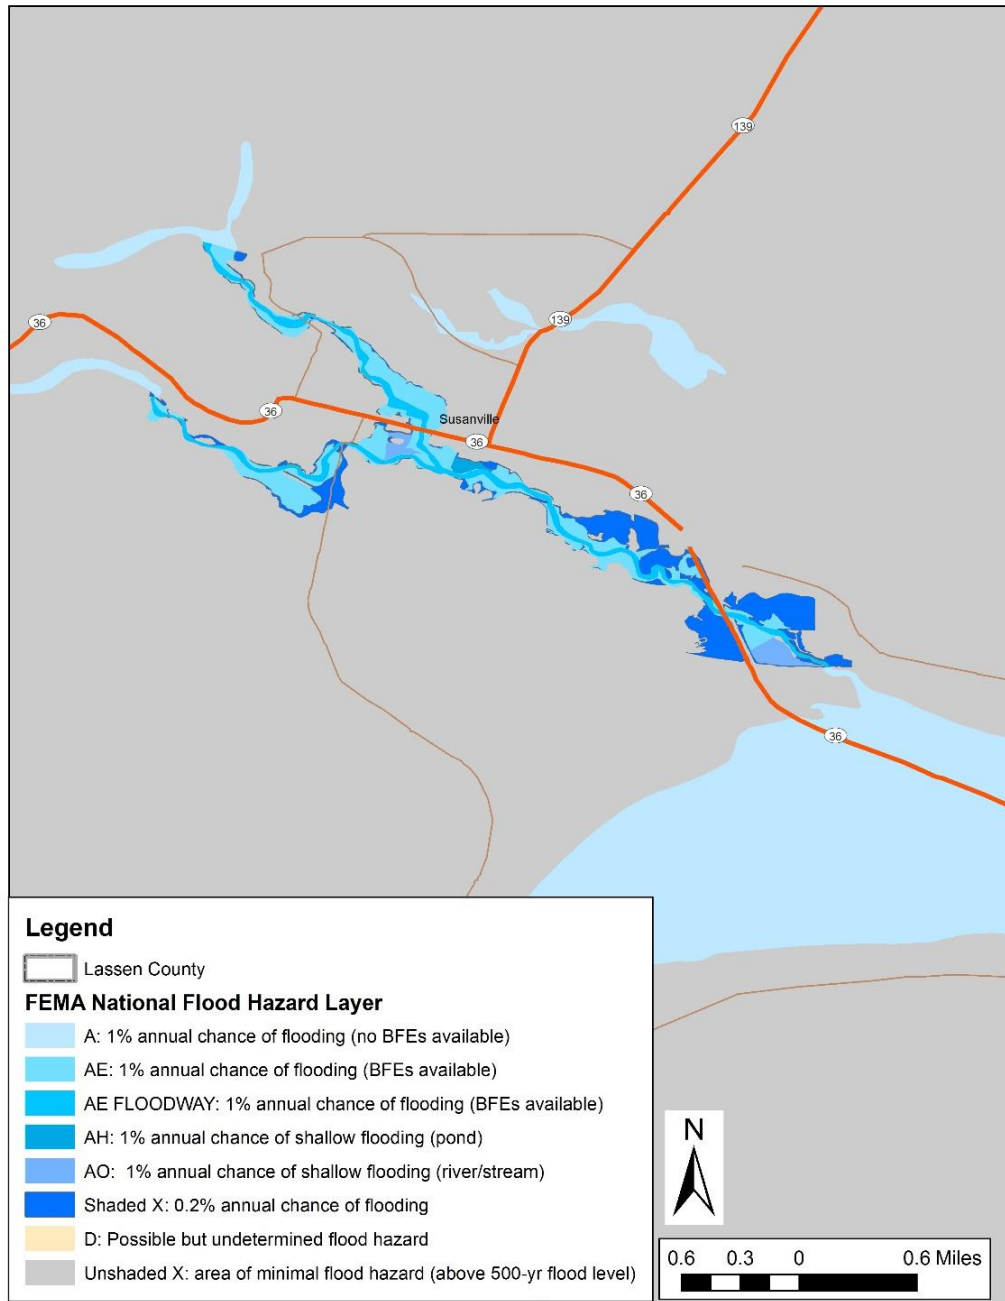 139
139
36
36
Susanville
36
36
36
Legend
Lassen County
FEMA National Flood Hazard Layer
A: 1% annual chance of flooding (no BFEs available)
AE: 1% annual chance of flooding (BFEs available)
AE FLOODWAY: 1% annual chance of flooding (BFEs available)
AH: 1% annual chance of shallow flooding (pond)
AO: 1% annual chance of shallow flooding (river/stream)
Shaded X: 0.2% annual chance of flooding
D: Possible but undetermined flood hazard
Unshaded X: area of minimal flood hazard (above 500-yr flood level)
N
0.6 0.3 0 0.6 Miles